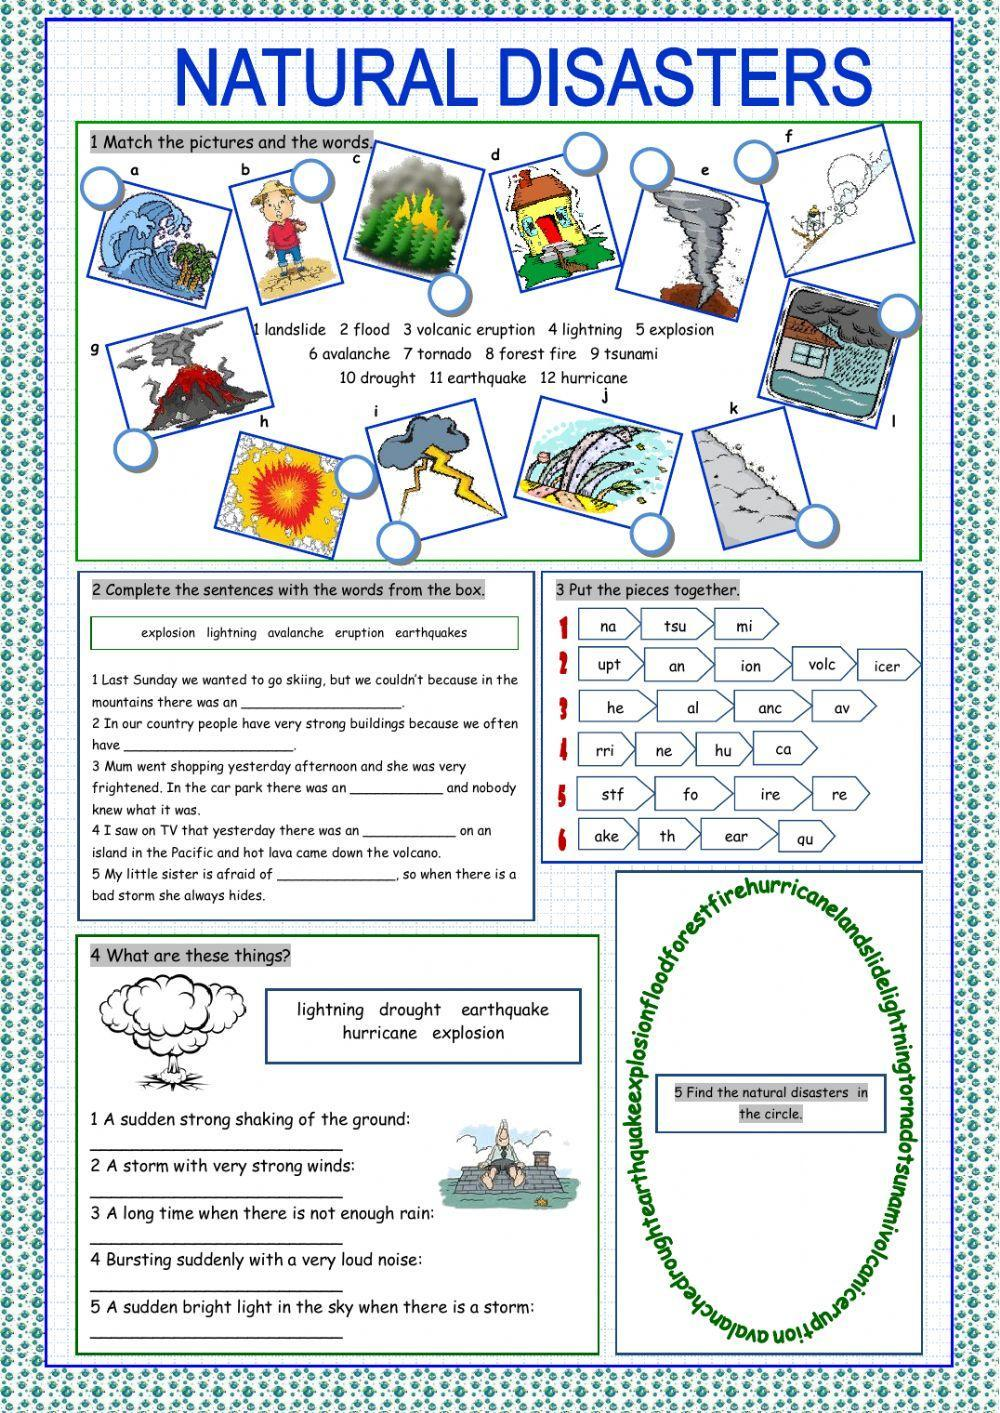 NATURAL DISASTERS
1 Match the pictures and the words.
a
b
c
d
e
f
g
1 landslide 2 flood 3 volcanic eruption 4 lightning 5 explosion
6 avalanche 7 tornado 8 forest fire 9 tsunami
10 drought 11 earthquake 12 hurricane
h
i
j
k
l
2 Complete the sentences with the words from the box.
explosion lightning avalanche eruption earthquakes
1 Last Sunday we wanted to go skiing, but we couldn't because in the
mountains there was an ____________________.
2 In our country people have very strong buildings because we often
have ____________________.
3 Mum went shopping yesterday afternoon and she was very
frightened. In the car park there was an ___________ and nobody
knew what it was.
4 I saw on TV that yesterday there was an ___________ on an
island in the Pacific and hot lava came down the volcano.
5 My little sister is afraid of ______________, so when there is a
bad storm she always hides.
3 Put the pieces together.
1 na tsu mi
2 upt an ion volc icer
3 he al anc av
4 rri ne hu ca
5 stf fo ire re
6 ake th ear qu
4 What are these things?
lightning drought earthquake
hurricane explosion
1 A sudden strong shaking of the ground:
___________________________
2 A storm with very strong winds:
___________________________
3 A long time when there is not enough rain:
___________________________
4 Bursting suddenly with a very loud noise:
___________________________
5 A sudden bright light in the sky when there is a storm:
___________________________
5 Find the natural disasters in
the circle.
avalanchedroughtearthquakeexplosionfloodforestfirehurricanelandslidelightningtornadotsunamivolcaniceruption